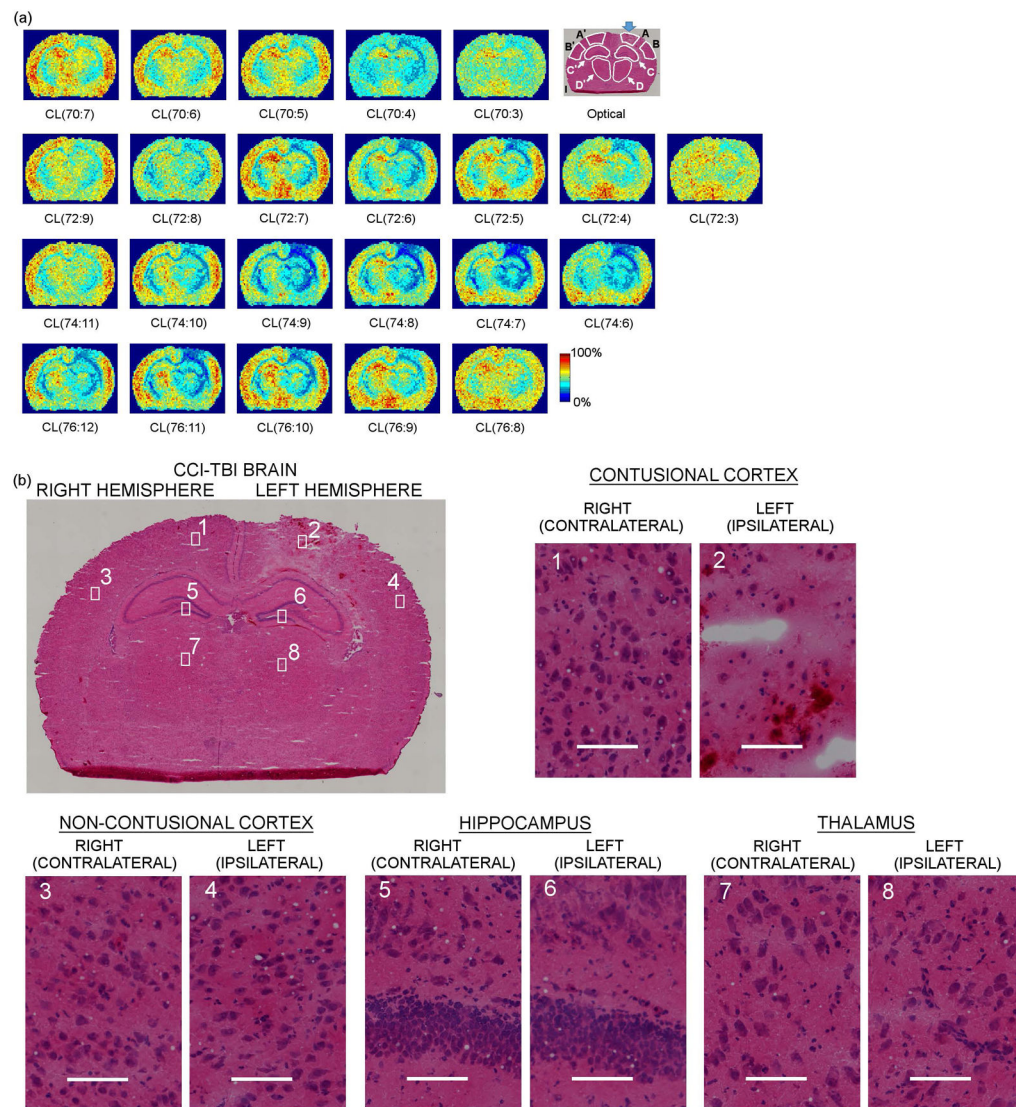 (a)
A' A
B' B
C' C
D' D
I
CL(70:7) CL(70:6) CL(70:5) CL(70:4) CL(70:3) Optical
CL(72:9) CL(72:8) CL(72:7) CL(72:6) CL(72:5) CL(72:4) CL(72:3)
CL(74:11) CL(74:10) CL(74:9) CL(74:8) CL(74:7) CL(74:6)
100%
0%
CL(76:12) CL(76:11) CL(76:10) CL(76:9) CL(76:8)
(b)
CCI-TBI BRAIN
RIGHT HEMISPHERE LEFT HEMISPHERE
1 2
3 4
5 6
7 8
CONTUSIONAL CORTEX
RIGHT LEFT
(CONTRALATERAL) (IPSILATERAL)
1 2
NON-CONTUSIONAL CORTEX
RIGHT LEFT
(CONTRALATERAL) (IPSILATERAL)
3 4
HIPPOCAMPUS
RIGHT LEFT
(CONTRALATERAL) (IPSILATERAL)
5 6
THALAMUS
RIGHT LEFT
(CONTRALATERAL) (IPSILATERAL)
7 8